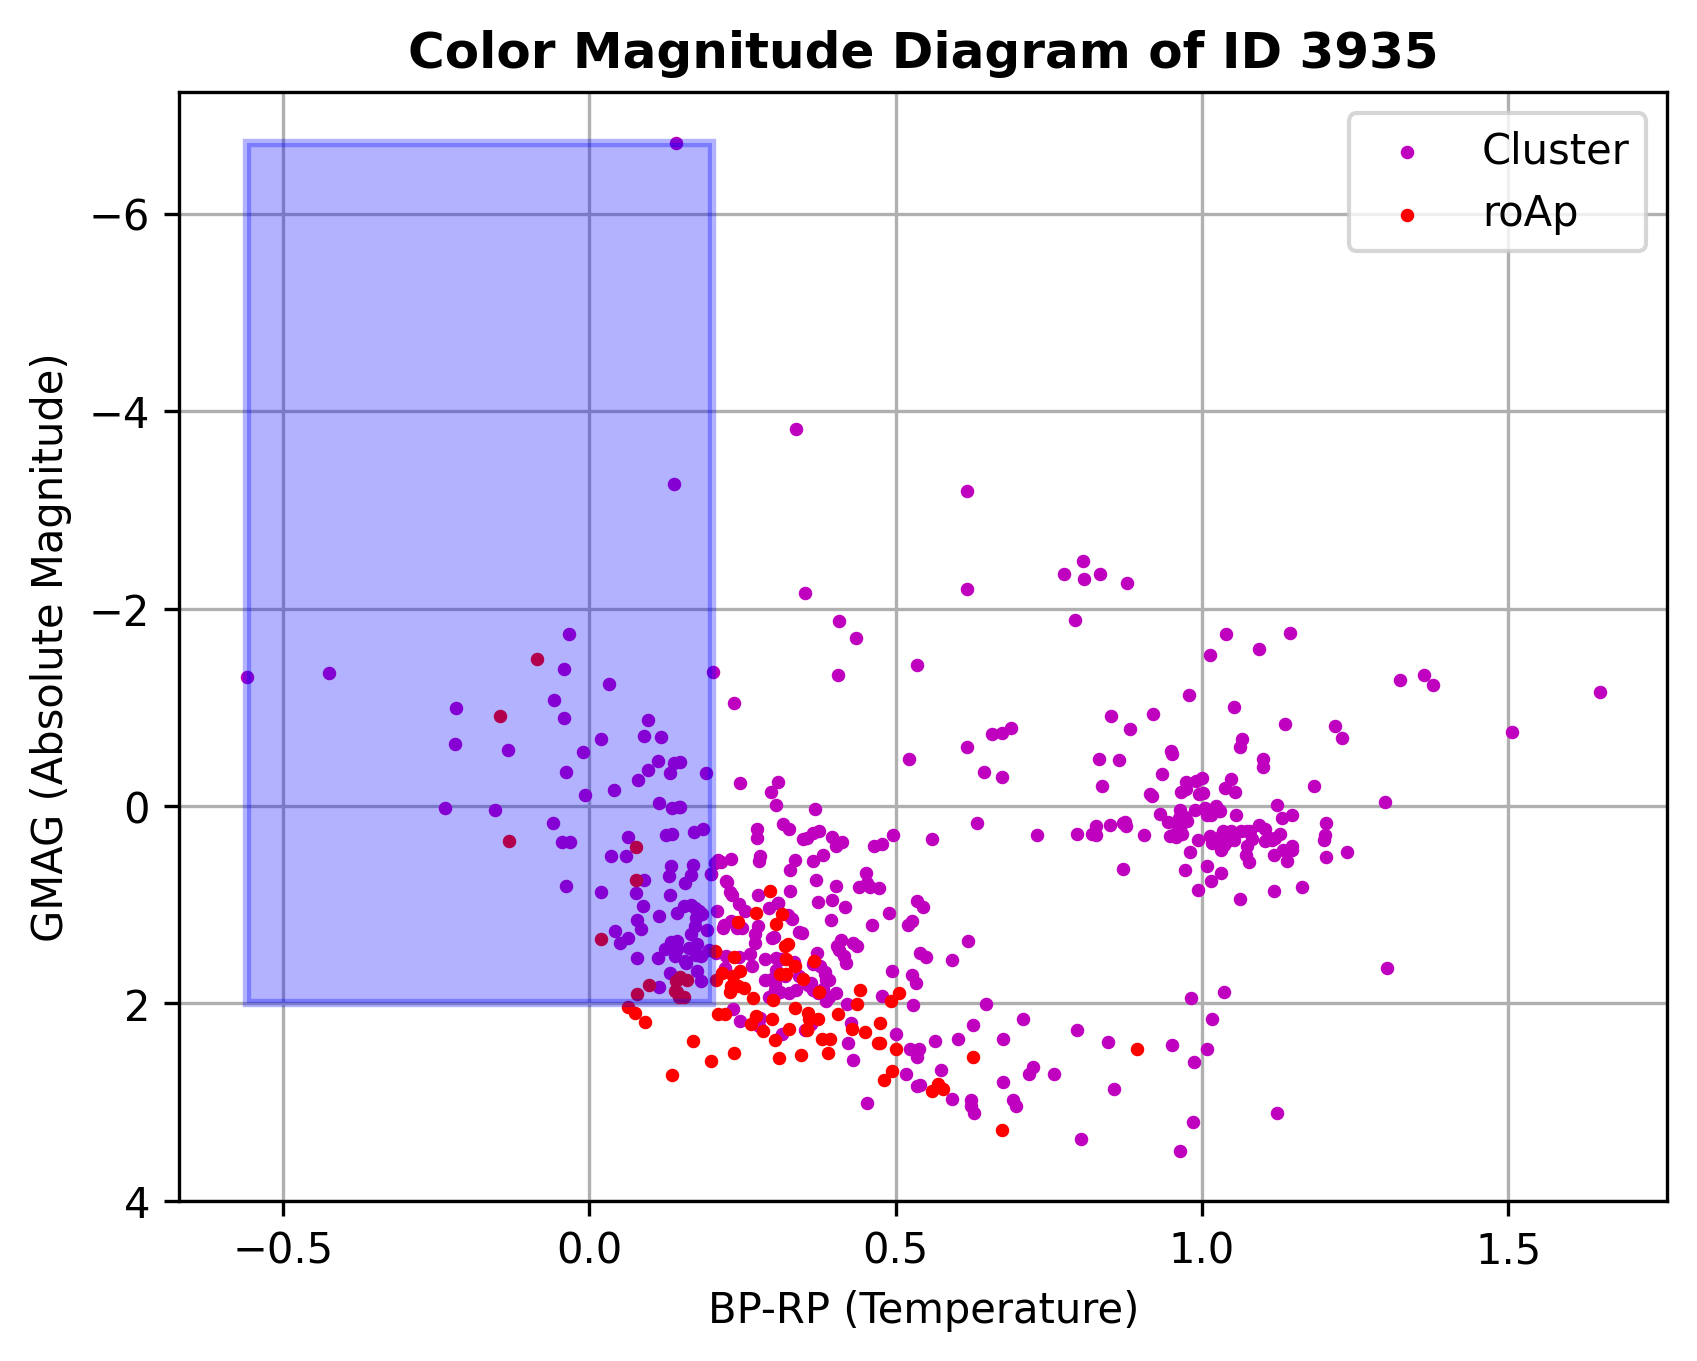 Color Magnitude Diagram of ID 3935
Cluster
roAp
GMAG (Absolute Magnitude)
−6
−4
−2
0
2
4
−0.5 0.0 0.5 1.0 1.5
BP-RP (Temperature)